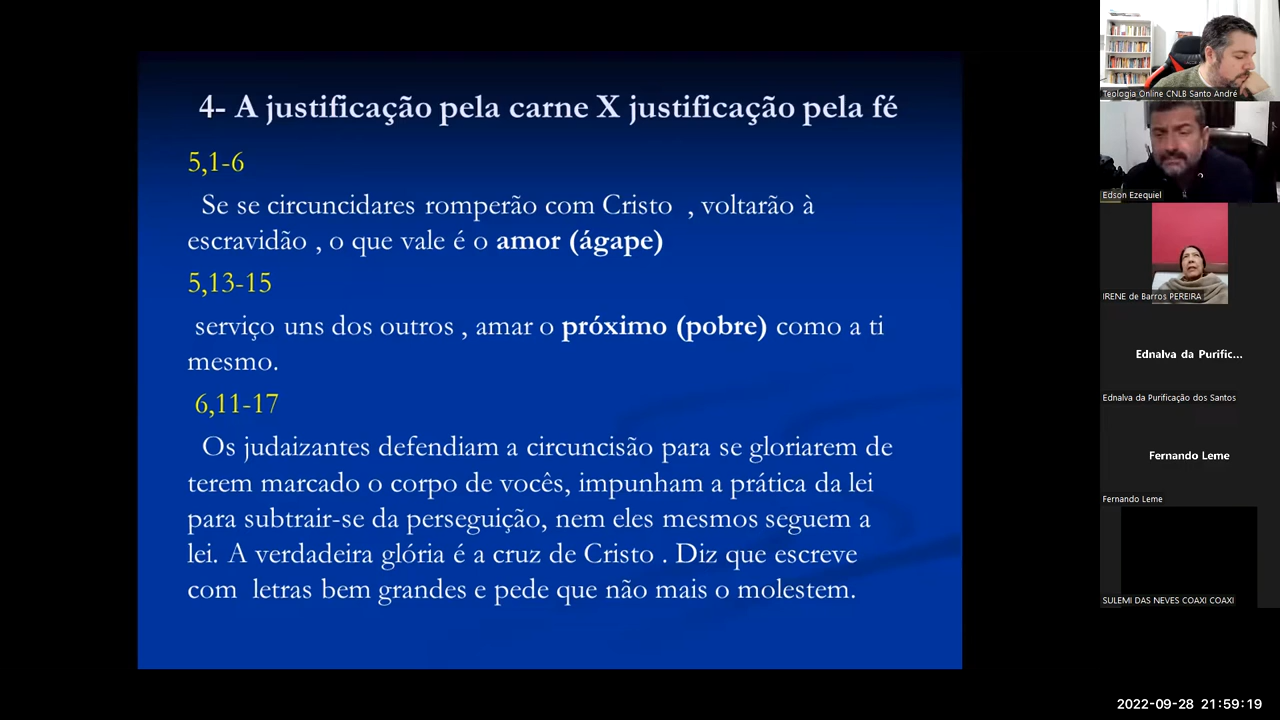 4- A justificação pela carne X justificação pela fé
5,1-6
Se se circuncidares romperão com Cristo , voltarão à
escravidão , o que vale é o amor (ágape)
5,13-15
serviço uns dos outros , amar o próximo (pobre) como a ti
mesmo.
6,11-17
Os judaizantes defendiam a circuncisão para se gloriarem de
terem marcado o corpo de vocês, impunham a prática da lei
para subtrair-se da perseguição, nem eles mesmos seguem a
lei. A verdadeira glória é a cruz de Cristo . Diz que escreve
com letras bem grandes e pede que não mais o molestem.
Teologia Online CNLB Santo André
Edson Ezequiel
IRENE de Barros PEREIRA
Ednalva da Purific...
Ednalva da Purificação dos Santos
Fernando Leme
Fernando Leme
SULEMI DAS NEVES COAXI COAXI
2022-09-28 21:59:19